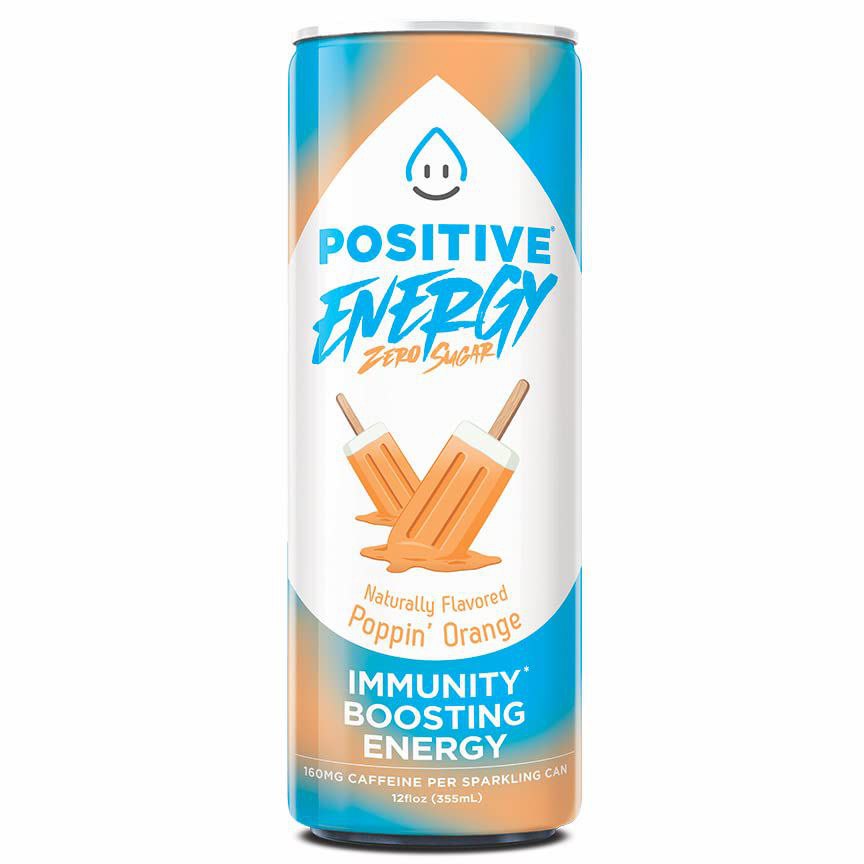 POSITIVE®
ENERGY
ZERO SUGAR
Naturally Flavored
Poppin' Orange
IMMUNITY*
BOOSTING
ENERGY
160MG CAFFEINE PER SPARKLING CAN
12floz (355mL)